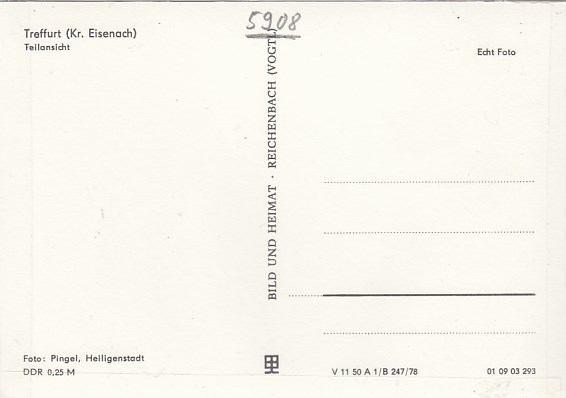 5908
Treffurt (Kr. Eisenach)
Teilansicht
Echt Foto
BILD UND HEIMAT · REICHENBACH (VOGTL)
Foto: Pingel, Heiligenstadt
DDR 0,25 M
V 11 50 A 1/B 247/78
01 09 03 293